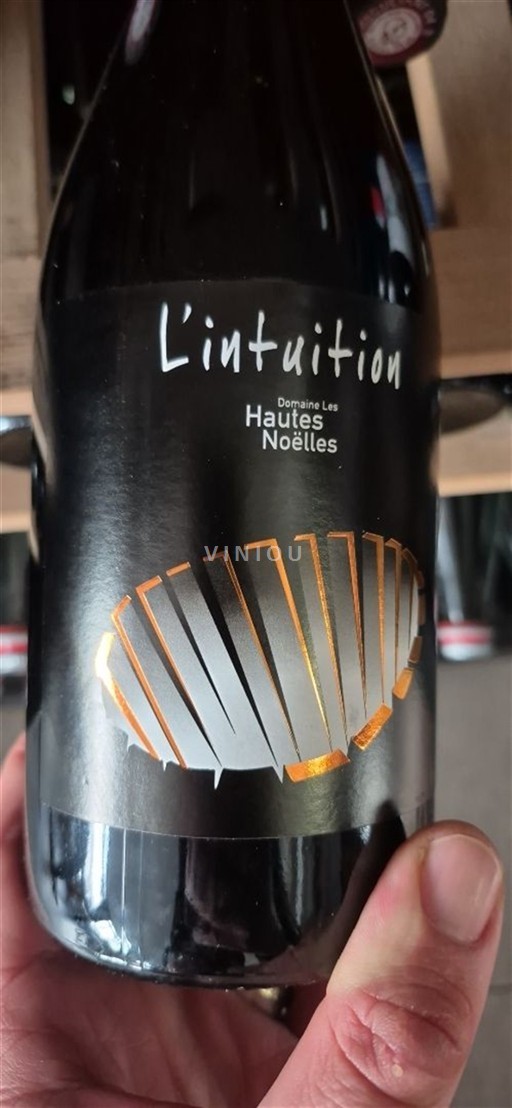 L'intuition
Domaine Les
Hautes
Noëlles
VINIOU